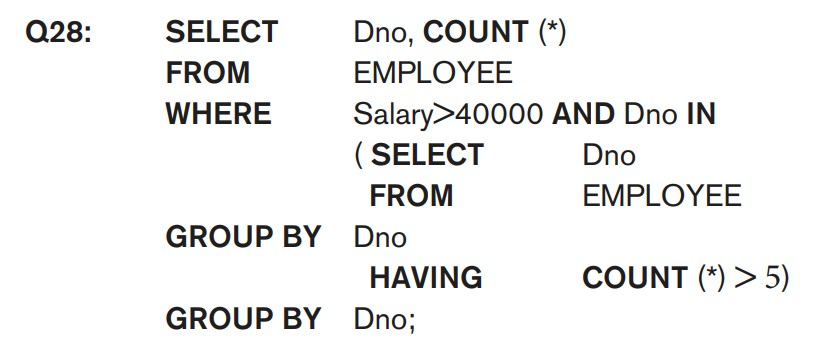 Q28: SELECT Dno, COUNT (*)
FROM EMPLOYEE
WHERE Salary>40000 AND Dno IN
( SELECT Dno
FROM EMPLOYEE
GROUP BY Dno
HAVING COUNT (*) > 5)
GROUP BY Dno;